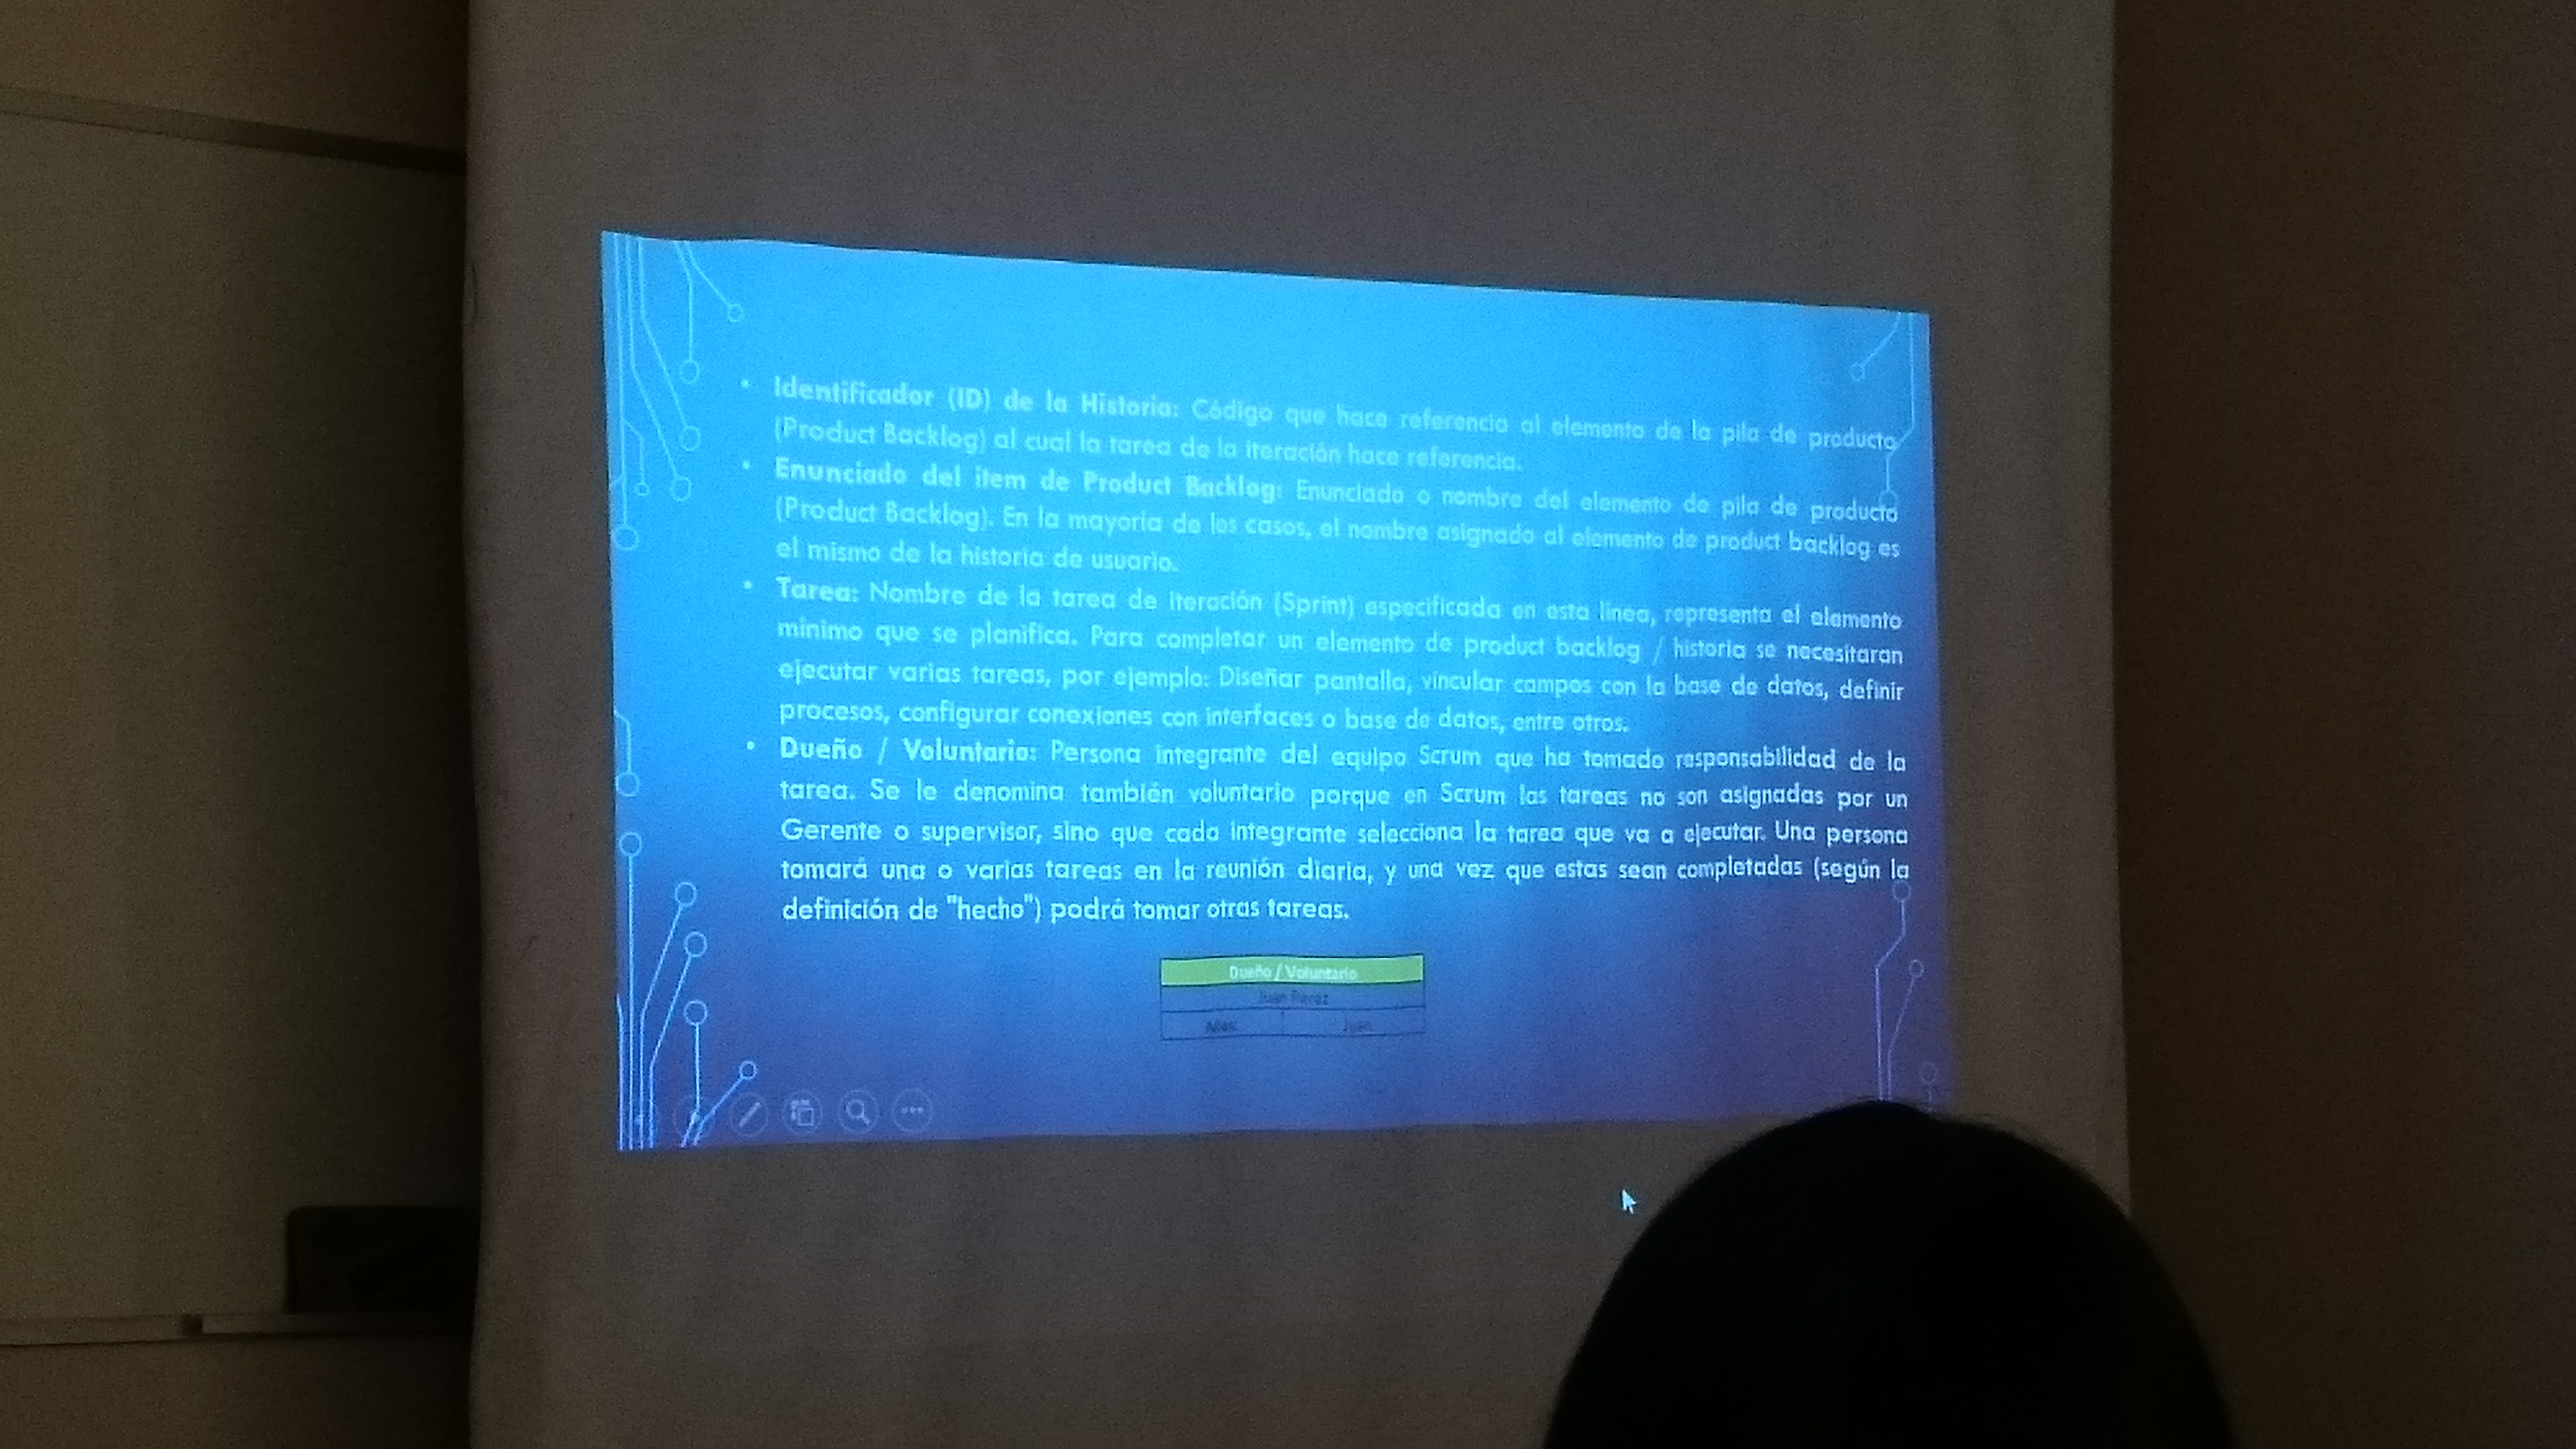 • Identificador (ID) de la Historia: Código que hace referencia al elemento de la pila de producto
(Product Backlog) al cual la tarea de la iteración hace referencia.
• Enunciado del ítem de Product Backlog: Enunciado o nombre del elemento de pila de producto
(Product Backlog). En la mayoría de los casos, el nombre asignado al elemento de product backlog es
el mismo de la historia de usuario.
• Tarea: Nombre de la tarea de iteración (Sprint) especificada en esta línea, representa el elemento
mínimo que se planifica. Para completar un elemento de product backlog / historia se necesitaran
ejecutar varias tareas, por ejemplo: Diseñar pantalla, vincular campos con la base de datos, definir
procesos, configurar conexiones con interfaces o base de datos, entre otros.
• Dueño / Voluntario: Persona integrante del equipo Scrum que ha tomado responsabilidad de la
tarea. Se le denomina también voluntario porque en Scrum las tareas no son asignadas por un
Gerente o supervisor, sino que cada integrante selecciona la tarea que va a ejecutar. Una persona
tomará una o varias tareas en la reunión diaria, y una vez que estas sean completadas (según la
definición de "hecho") podrá tomar otras tareas.
Dueño / Voluntario
Juan Perez
Alias: Juan